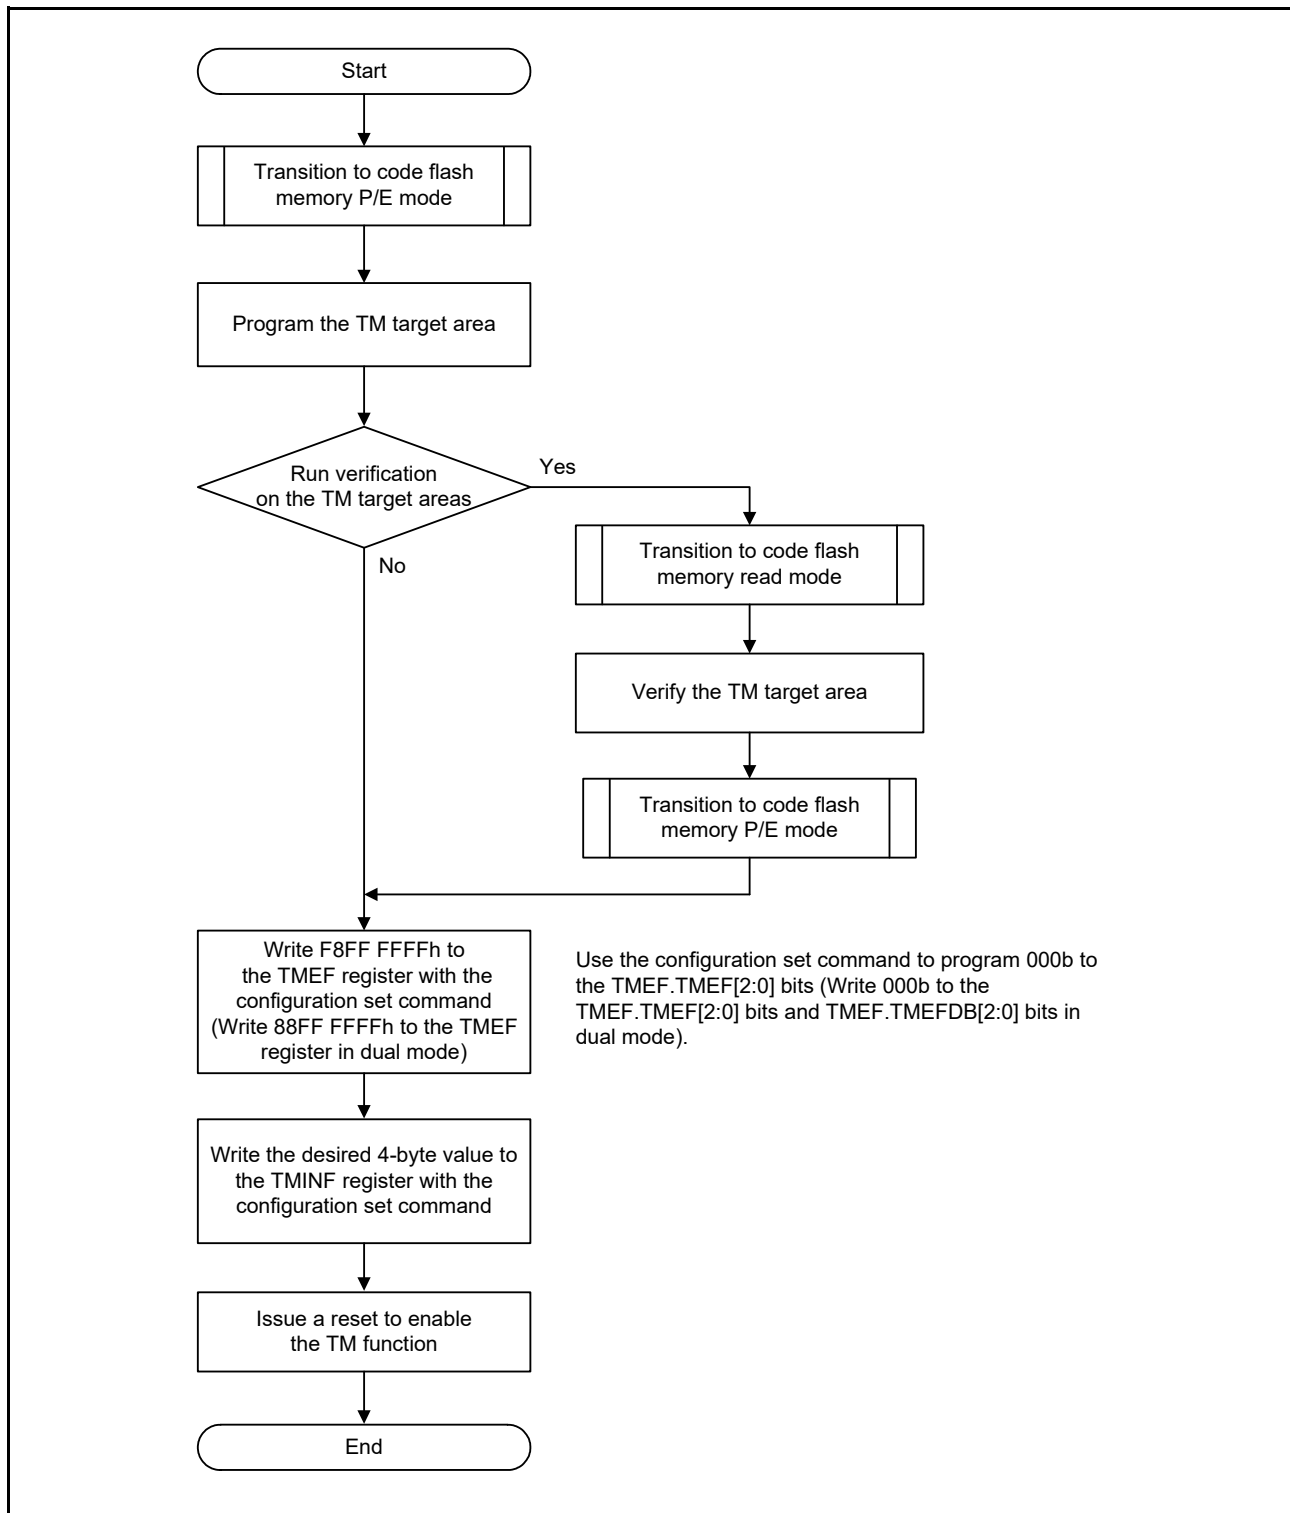 Start
Transition to code flash
memory P/E mode
Program the TM target area
Run verification
on the TM target areas
Yes
No
Transition to code flash
memory read mode
Verify the TM target area
Transition to code flash
memory P/E mode
Write F8FF FFFFh to
the TMEF register with the
configuration set command
(Write 88FF FFFFh to the TMEF
register in dual mode)
Use the configuration set command to program 000b to
the TMEF.TMEF[2:0] bits (Write 000b to the
TMEF.TMEF[2:0] bits and TMEF.TMEFDB[2:0] bits in
dual mode).
Write the desired 4-byte value to
the TMINF register with the
configuration set command
Issue a reset to enable
the TM function
End